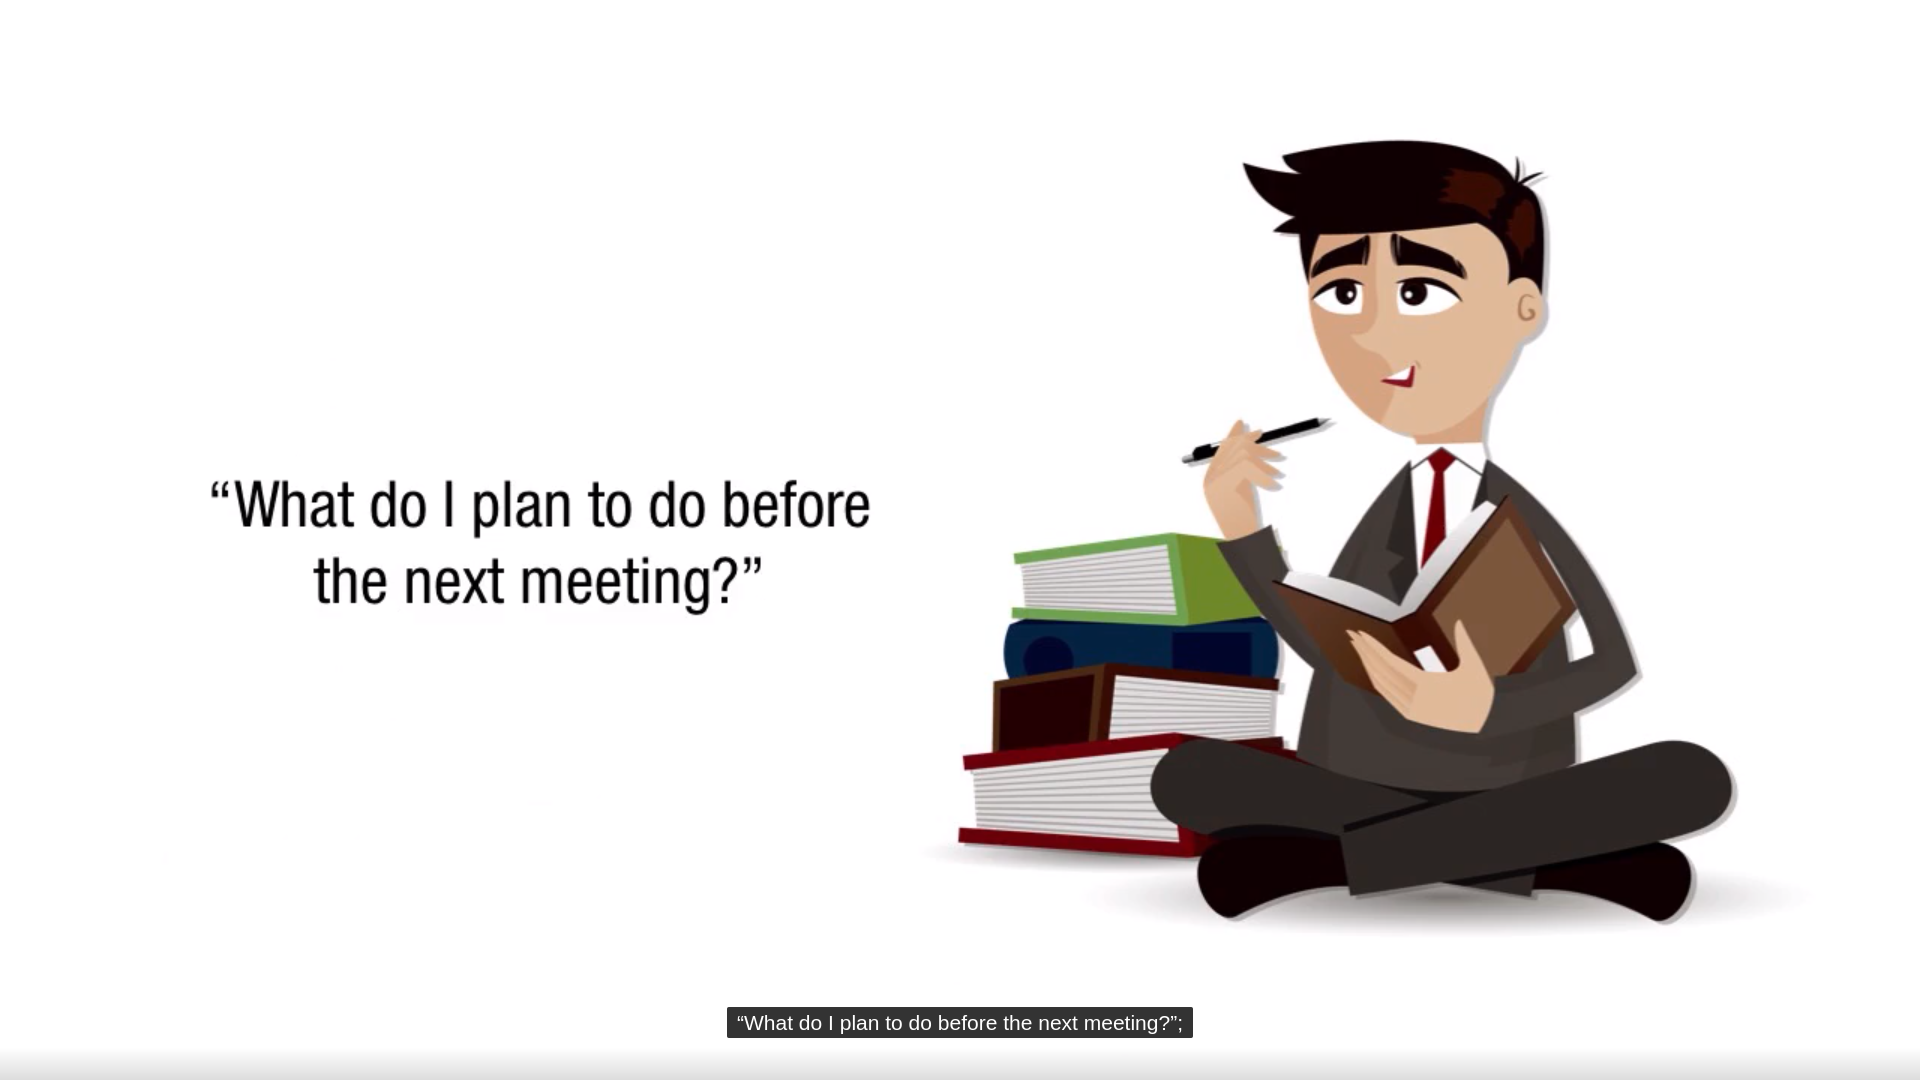 “What do I plan to do before
the next meeting?”
“What do I plan to do before the next meeting?”;